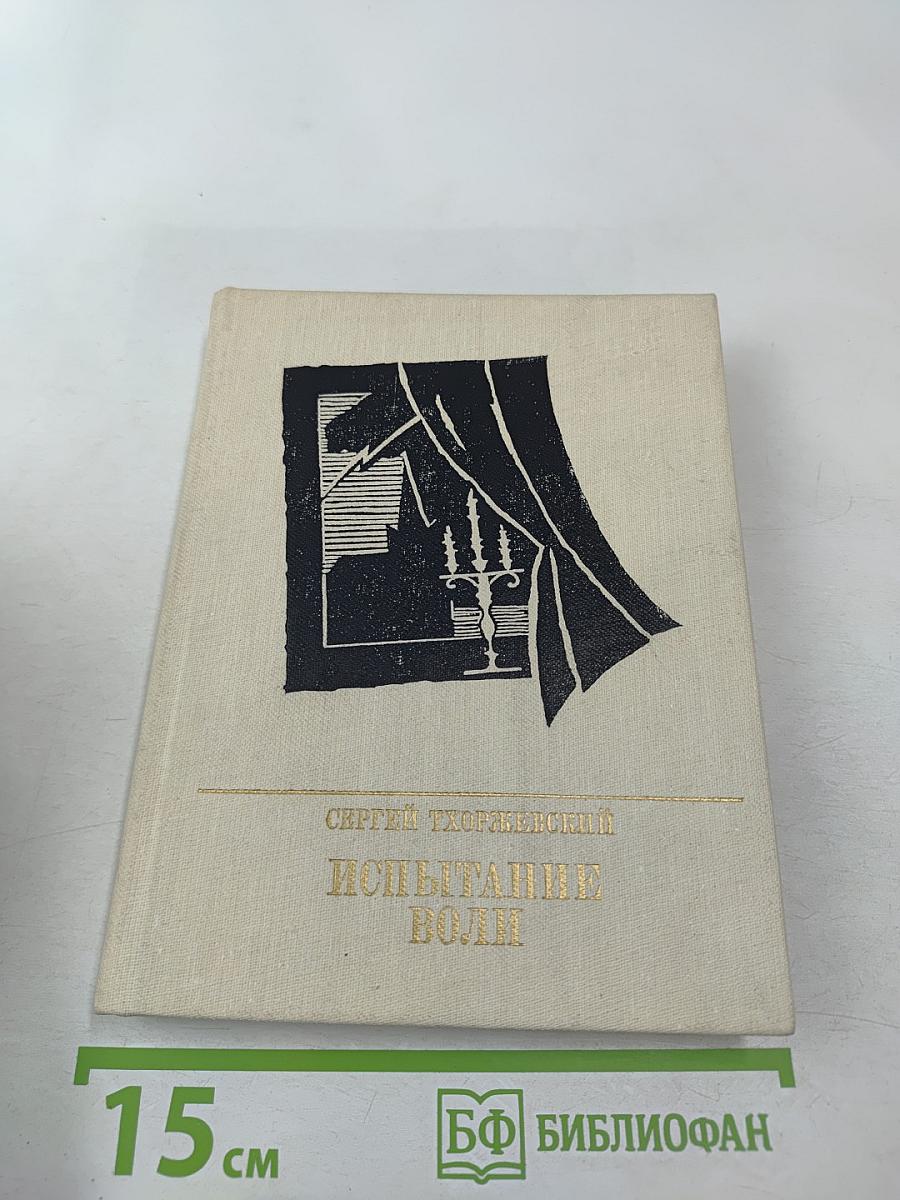 СЕРГЕЙ ТХОРЖЕВСКИЙ
ИСПЫТАНИЕ
ВОЛИ
15 см
БФ БИБЛИОФАН